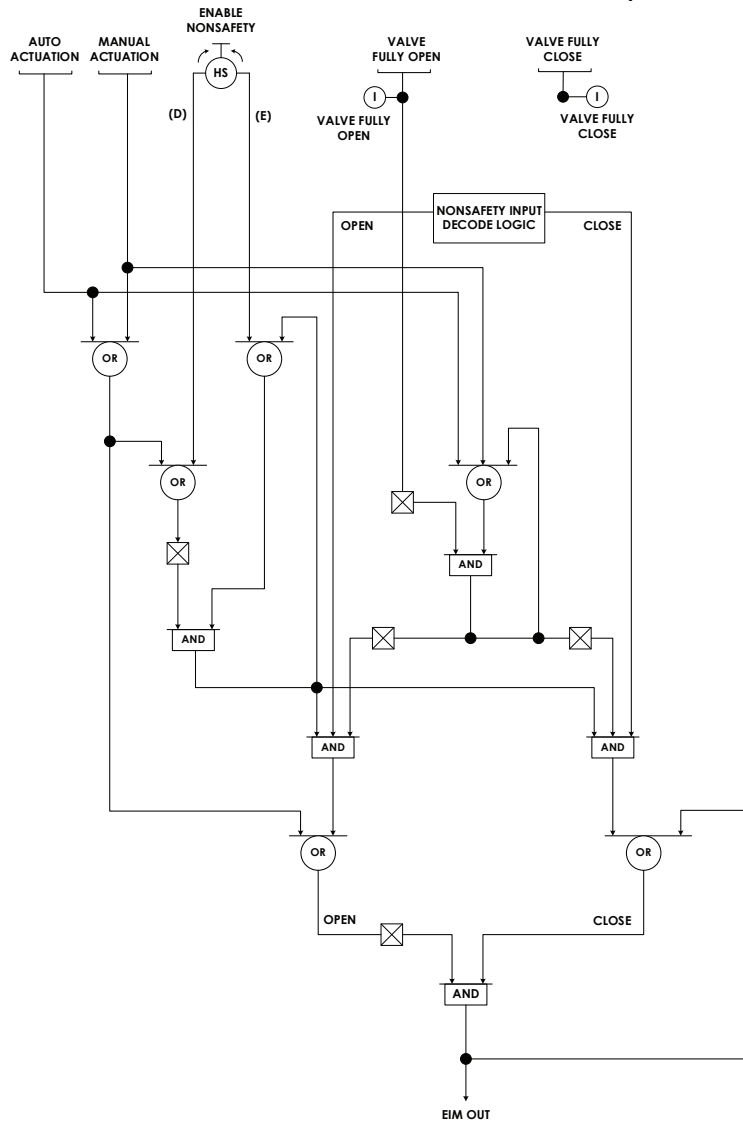 ENABLE
NONSAFETY
AUTO
ACTUATION
MANUAL
ACTUATION
HS
VALVE
FULLY OPEN
VALVE FULLY
CLOSE
I
VALVE FULLY
OPEN
I
VALVE FULLY
CLOSE
(D)
(E)
NONSAFETY INPUT
DECODE LOGIC
OPEN
CLOSE
OR
OR
OR
OR
AND
AND
AND
AND
OR
OR
OPEN
CLOSE
AND
EIM OUT